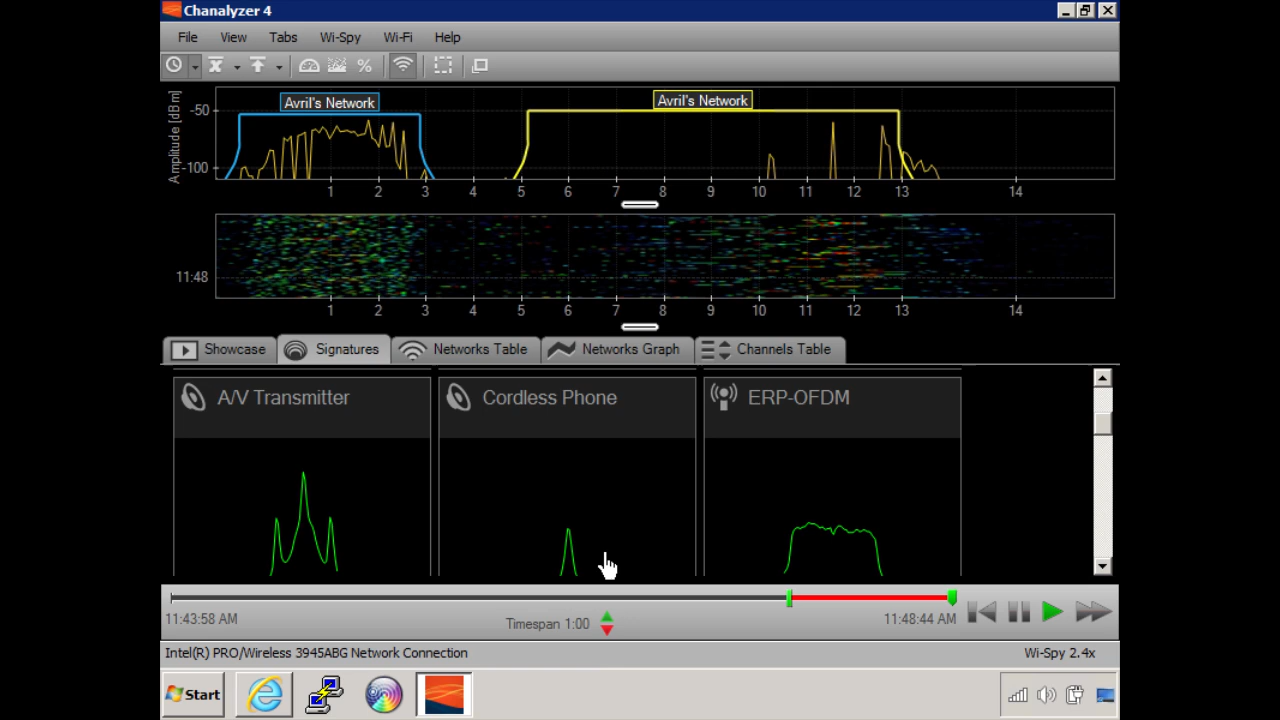 Chanalyzer 4
File View Tabs Wi-Spy Wi-Fi Help
%
Amplitude [dBm]
-50
-100
Avril's Network
Avril's Network
1 2 3 4 5 6 7 8 9 10 11 12 13 14
11:48
1 2 3 4 5 6 7 8 9 10 11 12 13 14
Showcase Signatures Networks Table Networks Graph Channels Table
A/V Transmitter Cordless Phone ERP-OFDM
11:43:58 AM Timespan 1:00 11:48:44 AM
Intel(R) PRO/Wireless 3945ABG Network Connection Wi-Spy 2.4x
Start